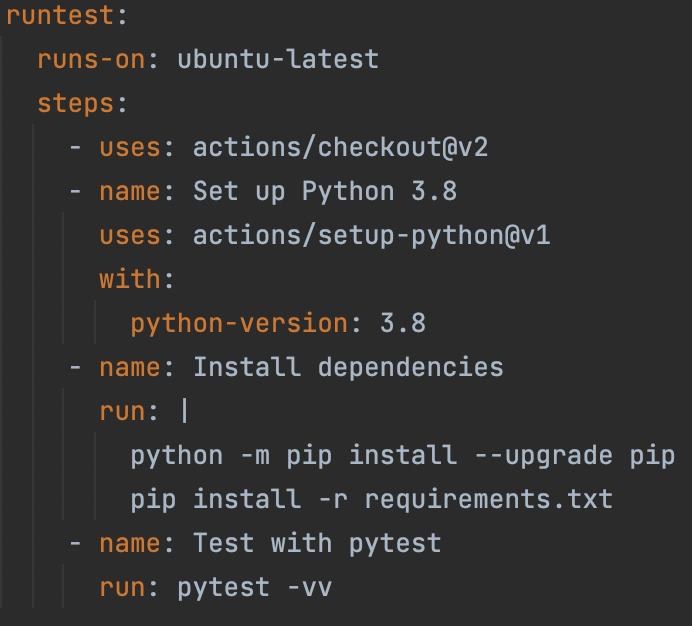 runtest:
  runs-on: ubuntu-latest
  steps:
    - uses: actions/checkout@v2
    - name: Set up Python 3.8
      uses: actions/setup-python@v1
      with:
        python-version: 3.8
    - name: Install dependencies
      run: |
        python -m pip install --upgrade pip
        pip install -r requirements.txt
    - name: Test with pytest
      run: pytest -vv